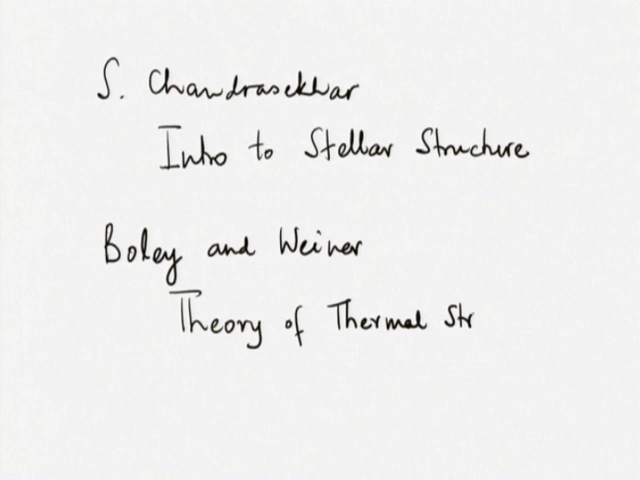 S. Chandrasekhar
Intro to Stellar Structure
Boley and Weiner
Theory of Thermal Str